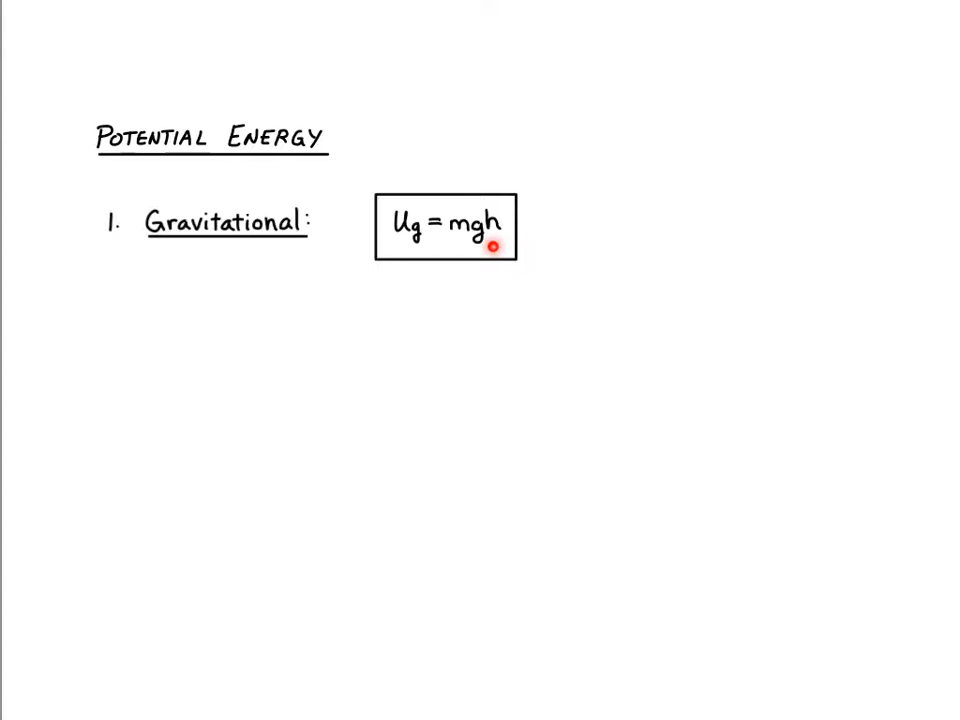 POTENTIAL ENERGY
1. Gravitational: Ug = mgh